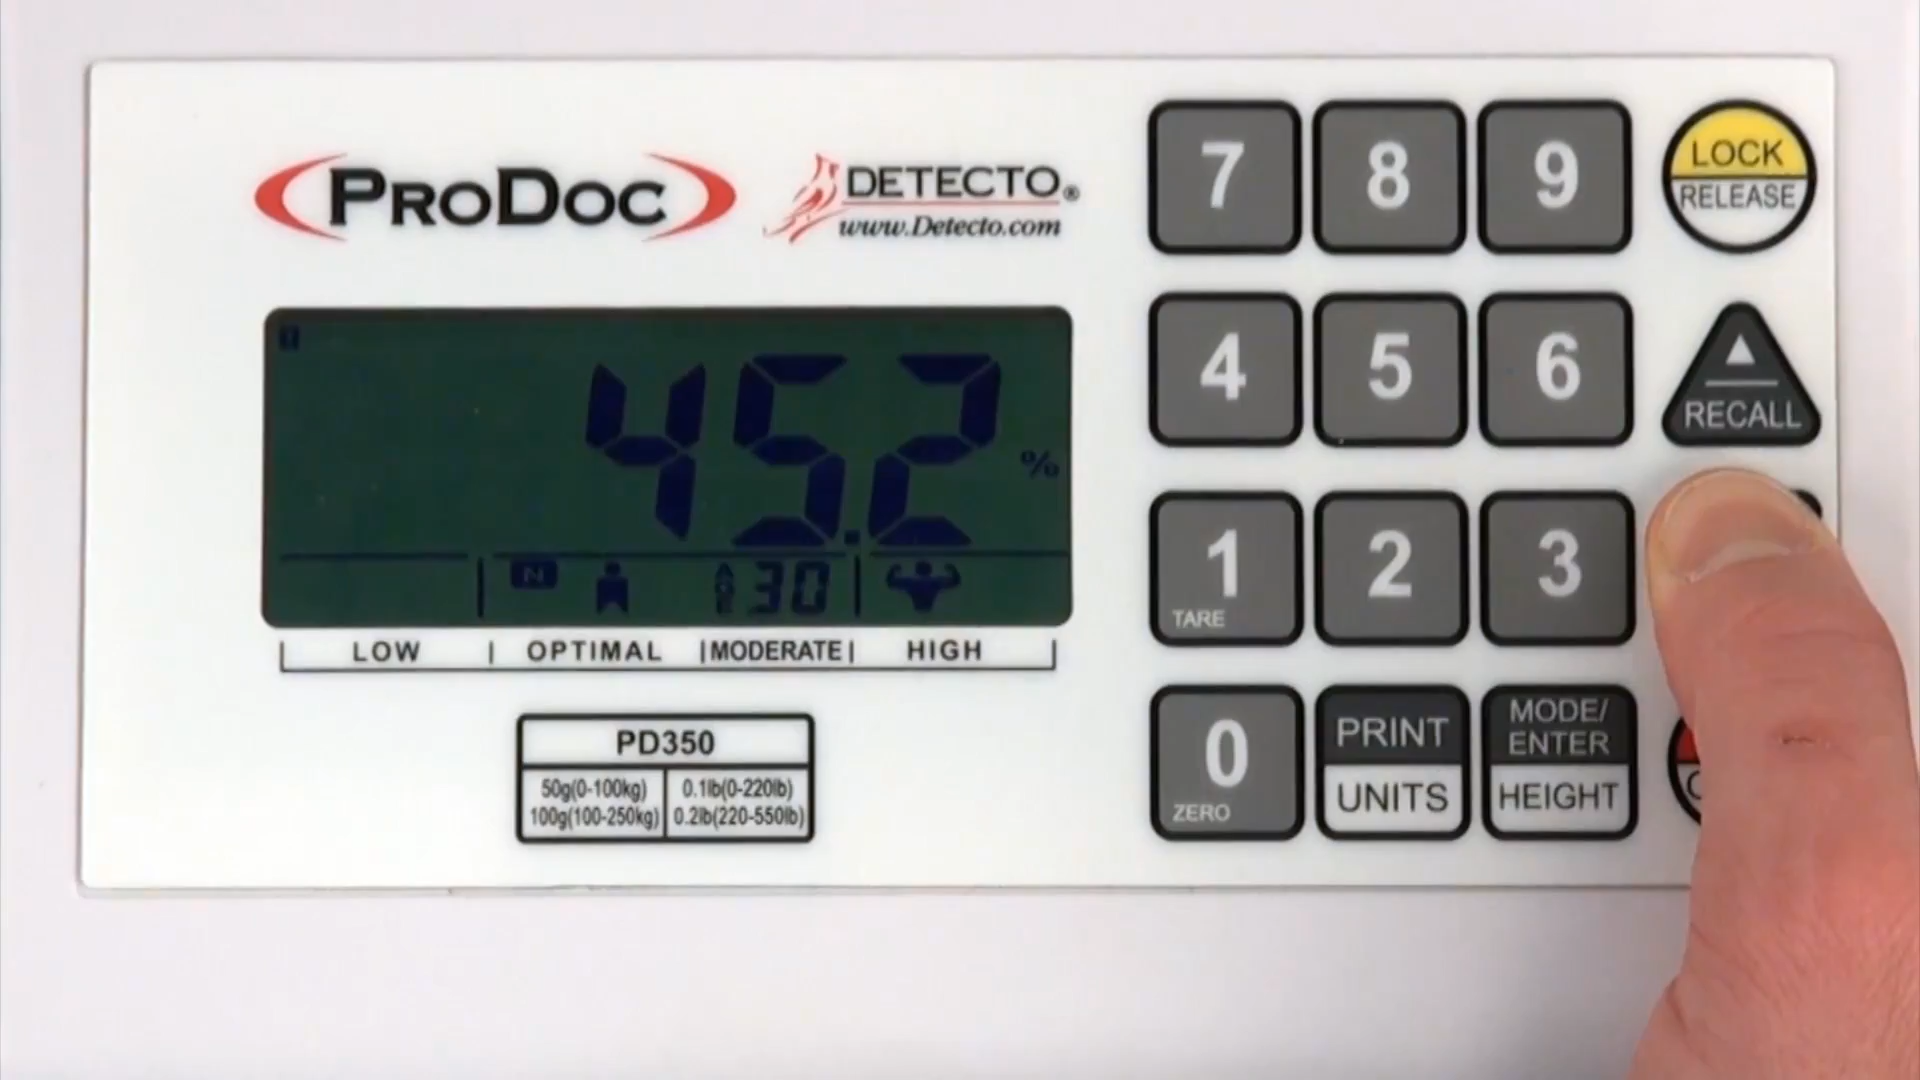 PRODOC
DETECTO®
www.Detecto.com
45.2 %
N
AGE 30
LOW | OPTIMAL | MODERATE | HIGH
PD350
50g(0-100kg) 0.1lb(0-220lb)
100g(100-250kg) 0.2lb(220-550lb)
7 8 9
LOCK
RELEASE
4 5 6
RECALL
1 2 3
TARE
0
ZERO
PRINT
UNITS
MODE/
ENTER
HEIGHT